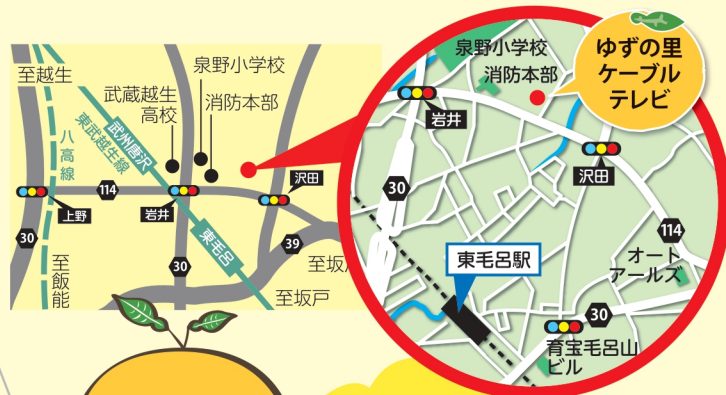 至越生
八高線
東武越生線
武州唐沢
武蔵越生
高校
泉野小学校
消防本部
114
上野
岩井
沢田
30
至飯能
30
東毛呂
39
至坂戸
至坂
泉野小学校
消防本部
ゆずの里
ケーブル
テレビ
岩井
沢田
30
114
東毛呂駅
オート
アールズ
30
育宝毛呂山
ビル